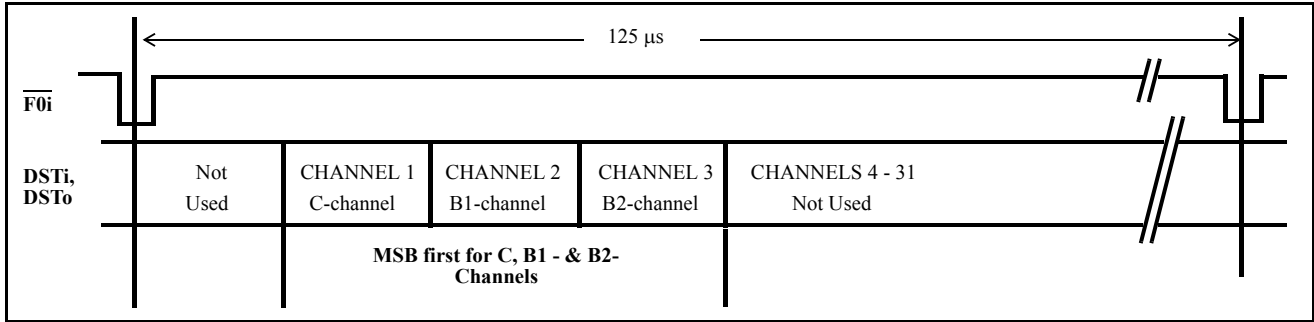 125 μs
F0i
DSTi,
DSTo
Not
Used
CHANNEL 1
C-channel
CHANNEL 2
B1-channel
CHANNEL 3
B2-channel
CHANNELS 4 - 31
Not Used
MSB first for C, B1 - & B2-
Channels